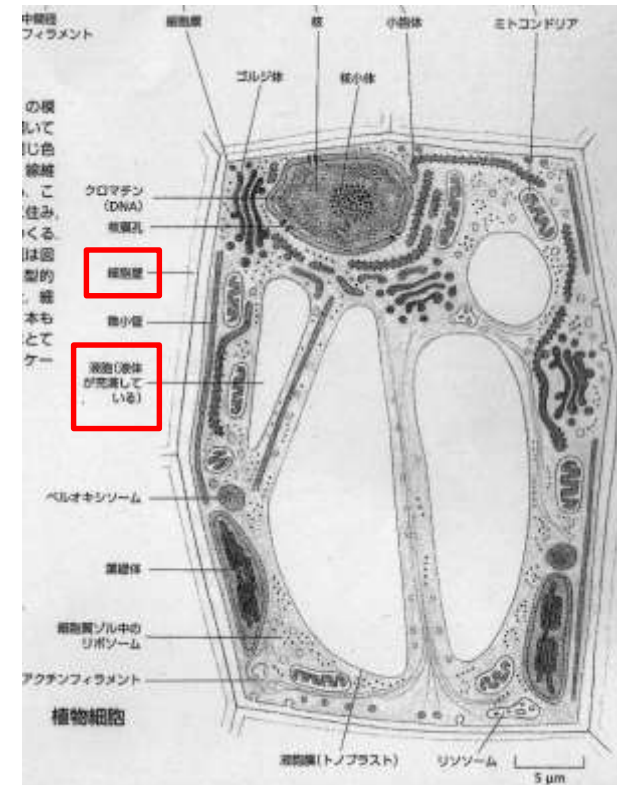 中間径
フィラメント
細胞膜
核
小胞体
ミトコンドリア
ゴルジ体
核小体
の模
いて
じ色
繊維
、こ
住み、
くる。
は図
型的
、細
本も
とて
ケー
クロマチン
(DNA)
核膜孔
細胞壁
微小管
液胞(液体
が充満して
いる)
ペルオキシソーム
葉緑体
細胞質ゾル中の
リボソーム
アクチンフィラメント
植物細胞
液胞膜(トノプラスト)
リソソーム
5 μm